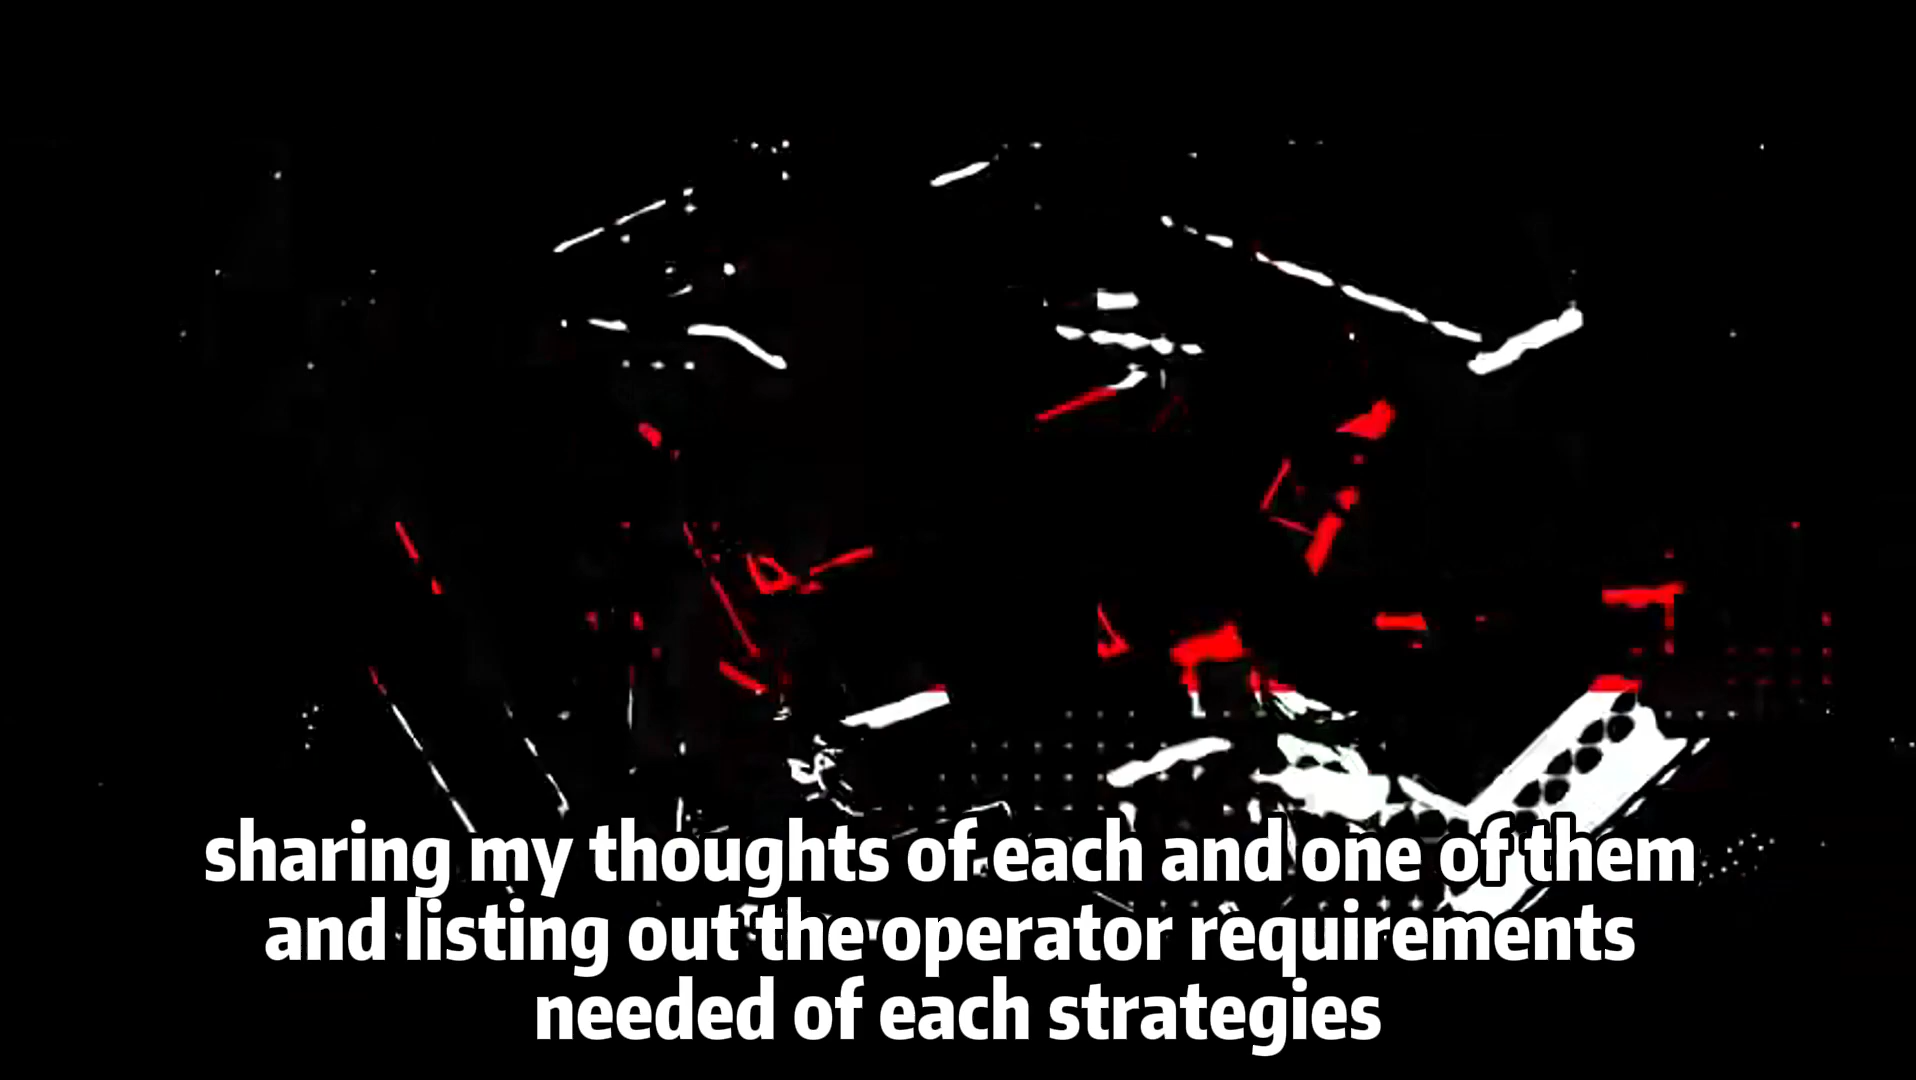 sharing my thoughts of each and one of them
and listing out the operator requirements
needed of each strategies